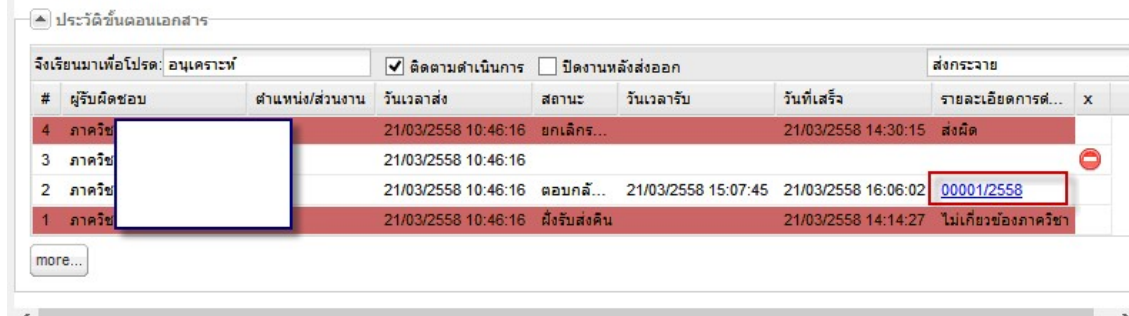 ประวัติขั้นตอนเอกสาร
จึงเรียนมาเพื่อโปรด: อนุเคราะห์ ติดตามดำเนินการ ปิดงานหลังส่งออก ส่งกระจาย
# ผู้รับผิดชอบ ตำแหน่ง/ส่วนงาน วันเวลาส่ง สถานะ วันเวลารับ วันที่เสร็จ รายละเอียดการด่... x
4 ภาควิช 21/03/2558 10:46:16 ยกเลิกร... 21/03/2558 14:30:15 ส่งผิด
3 ภาควิช 21/03/2558 10:46:16
2 ภาควิช 21/03/2558 10:46:16 ตอบกลั... 21/03/2558 15:07:45 21/03/2558 16:06:02 00001/2558
1 ภาควิช 21/03/2558 10:46:16 ฝั่งรับส่งคืน 21/03/2558 14:14:27 ไม่เกี่ยวข้องภาควิชา
more...